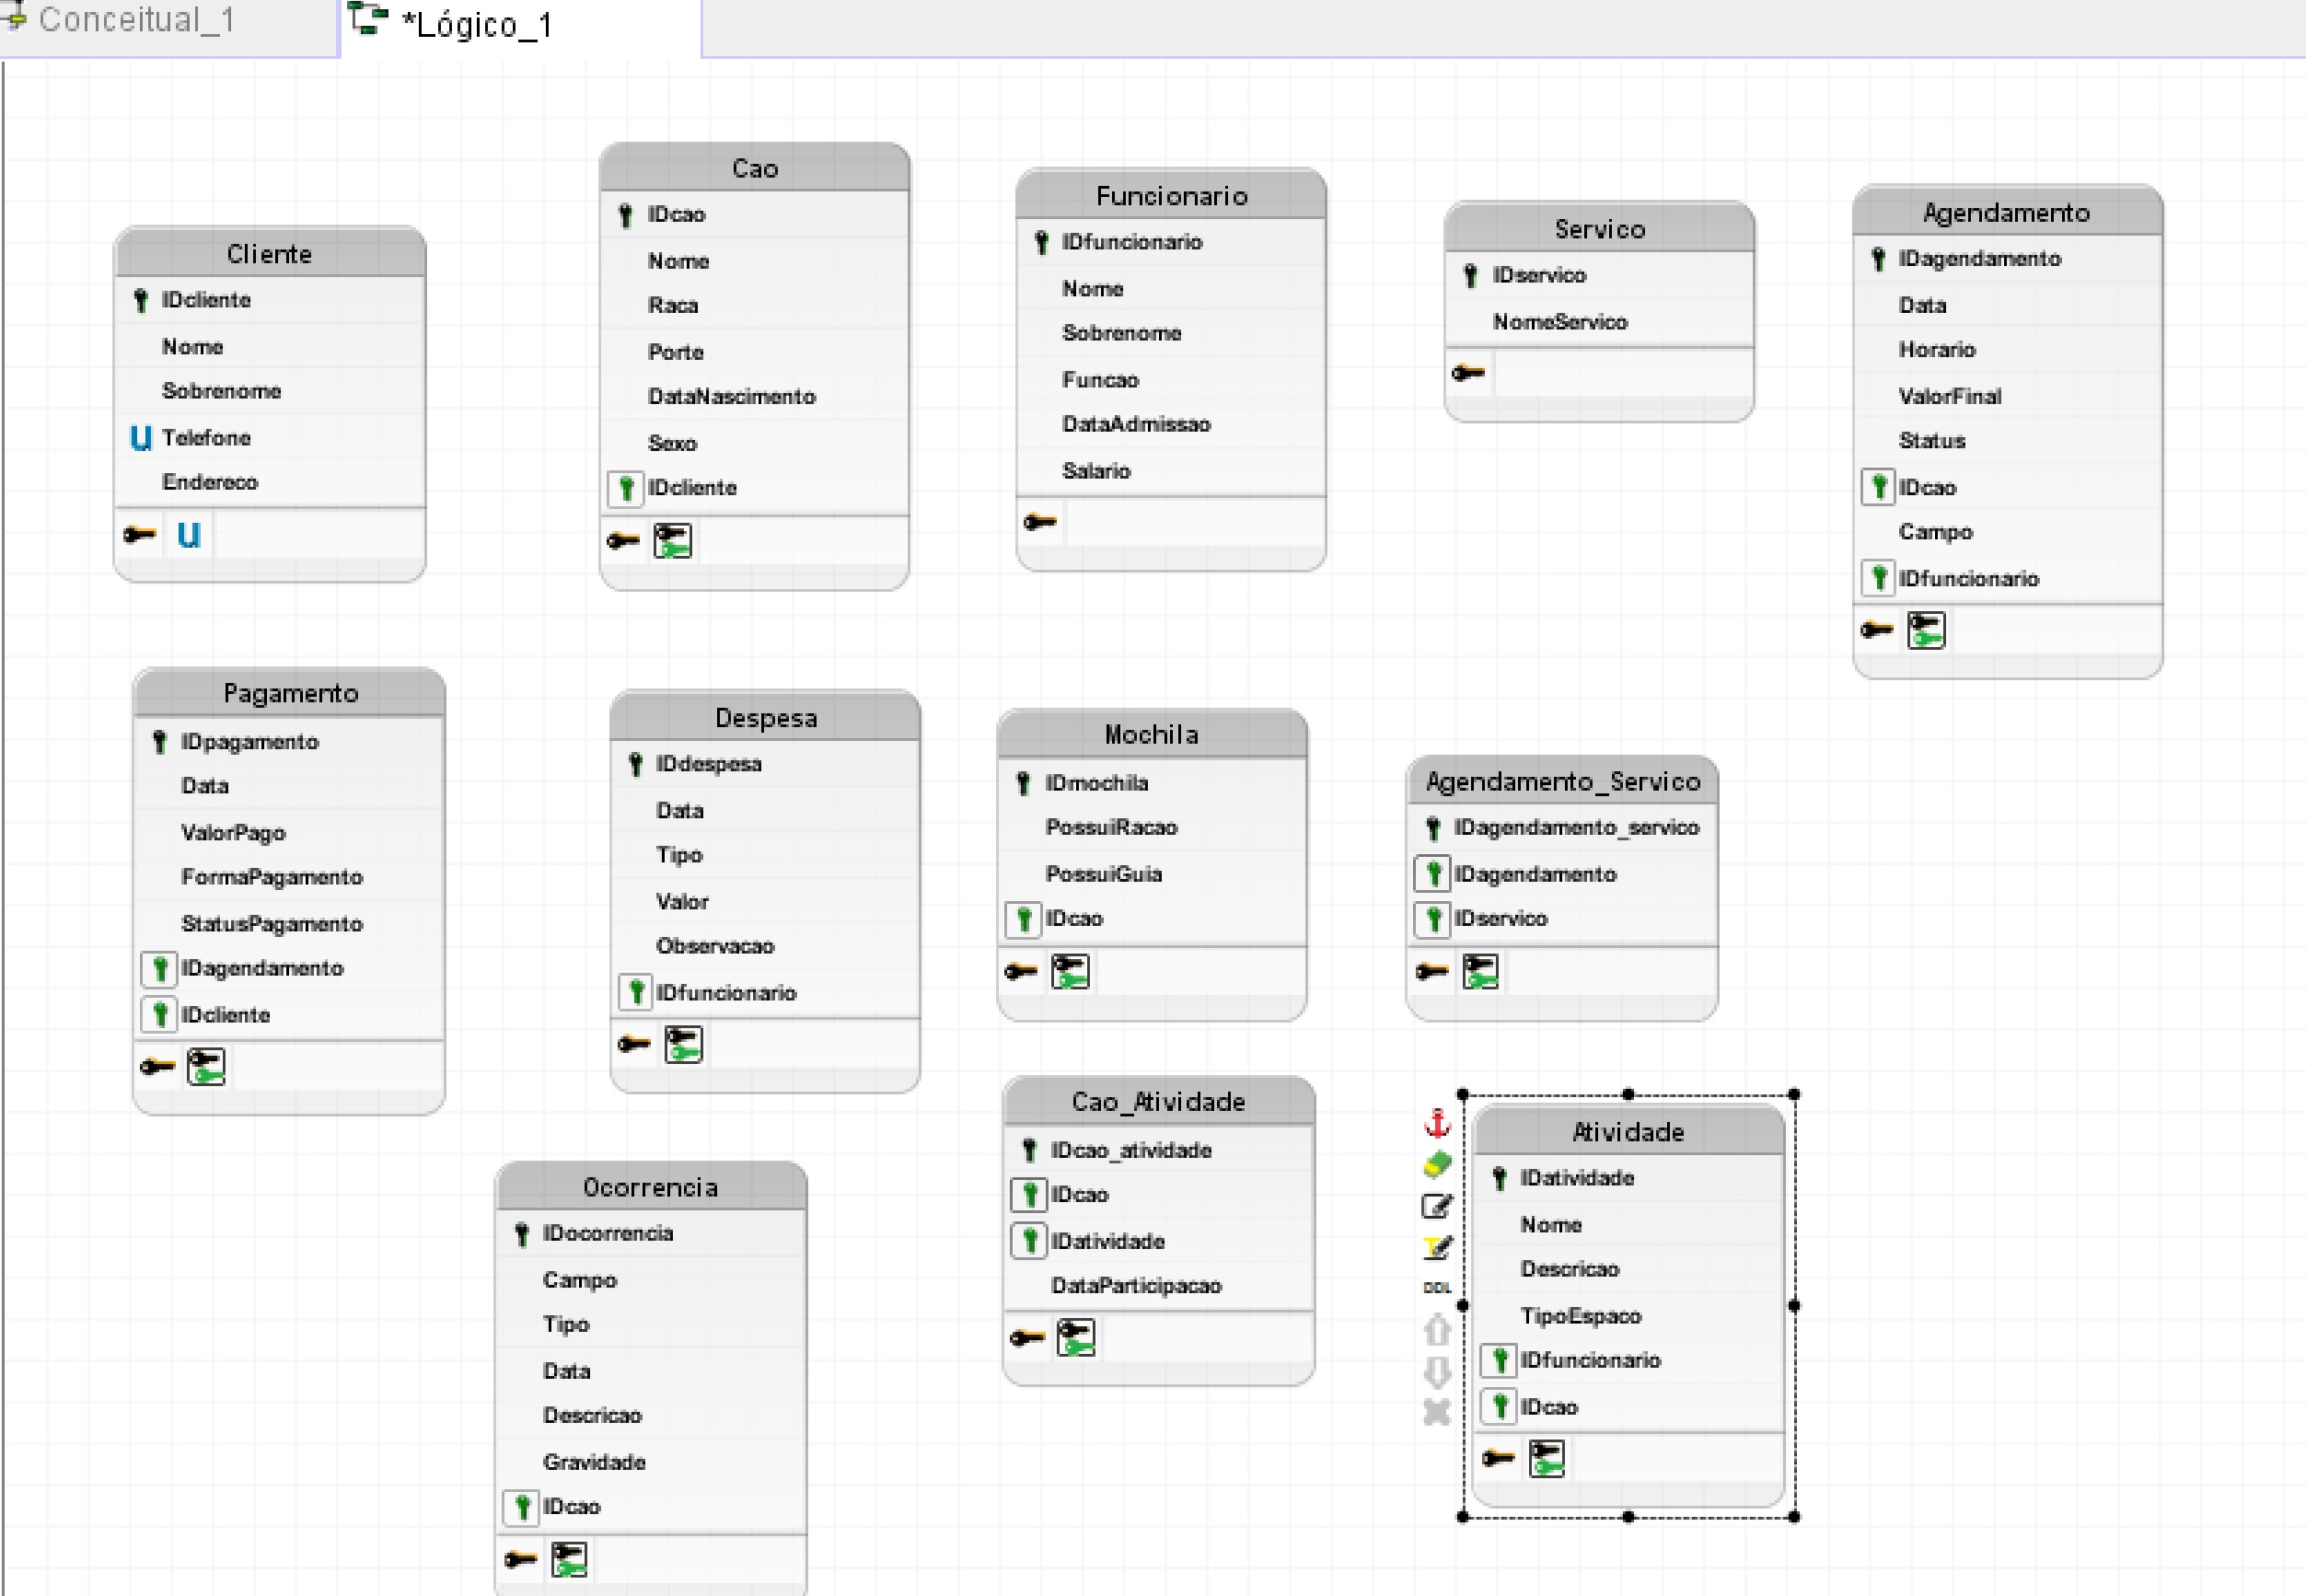 Conceitual_1
*Lógico_1
Cliente
IDcliente
Nome
Sobrenome
U Telefone
Endereco
U
Cao
IDcao
Nome
Raca
Porte
DataNascimento
Sexo
IDcliente
Funcionario
IDfuncionario
Nome
Sobrenome
Funcao
DataAdmissao
Salario
Servico
IDservico
NomeServico
Agendamento
IDagendamento
Data
Horario
ValorFinal
Status
IDcao
Campo
IDfuncionario
Pagamento
IDpagamento
Data
ValorPago
FormaPagamento
StatusPagamento
IDagendamento
IDcliente
Despesa
IDdespesa
Data
Tipo
Valor
Observacao
IDfuncionario
Mochila
IDmochila
PossuiRacao
PossuiGuia
IDcao
Agendamento_Servico
IDagendamento_servico
IDagendamento
IDservico
Ocorrencia
IDocorrencia
Campo
Tipo
Data
Descricao
Gravidade
IDcao
Cao_Atividade
IDcao_atividade
IDcao
IDatividade
DataParticipacao
DDL
Atividade
IDatividade
Nome
Descricao
TipoEspaco
IDfuncionario
IDcao